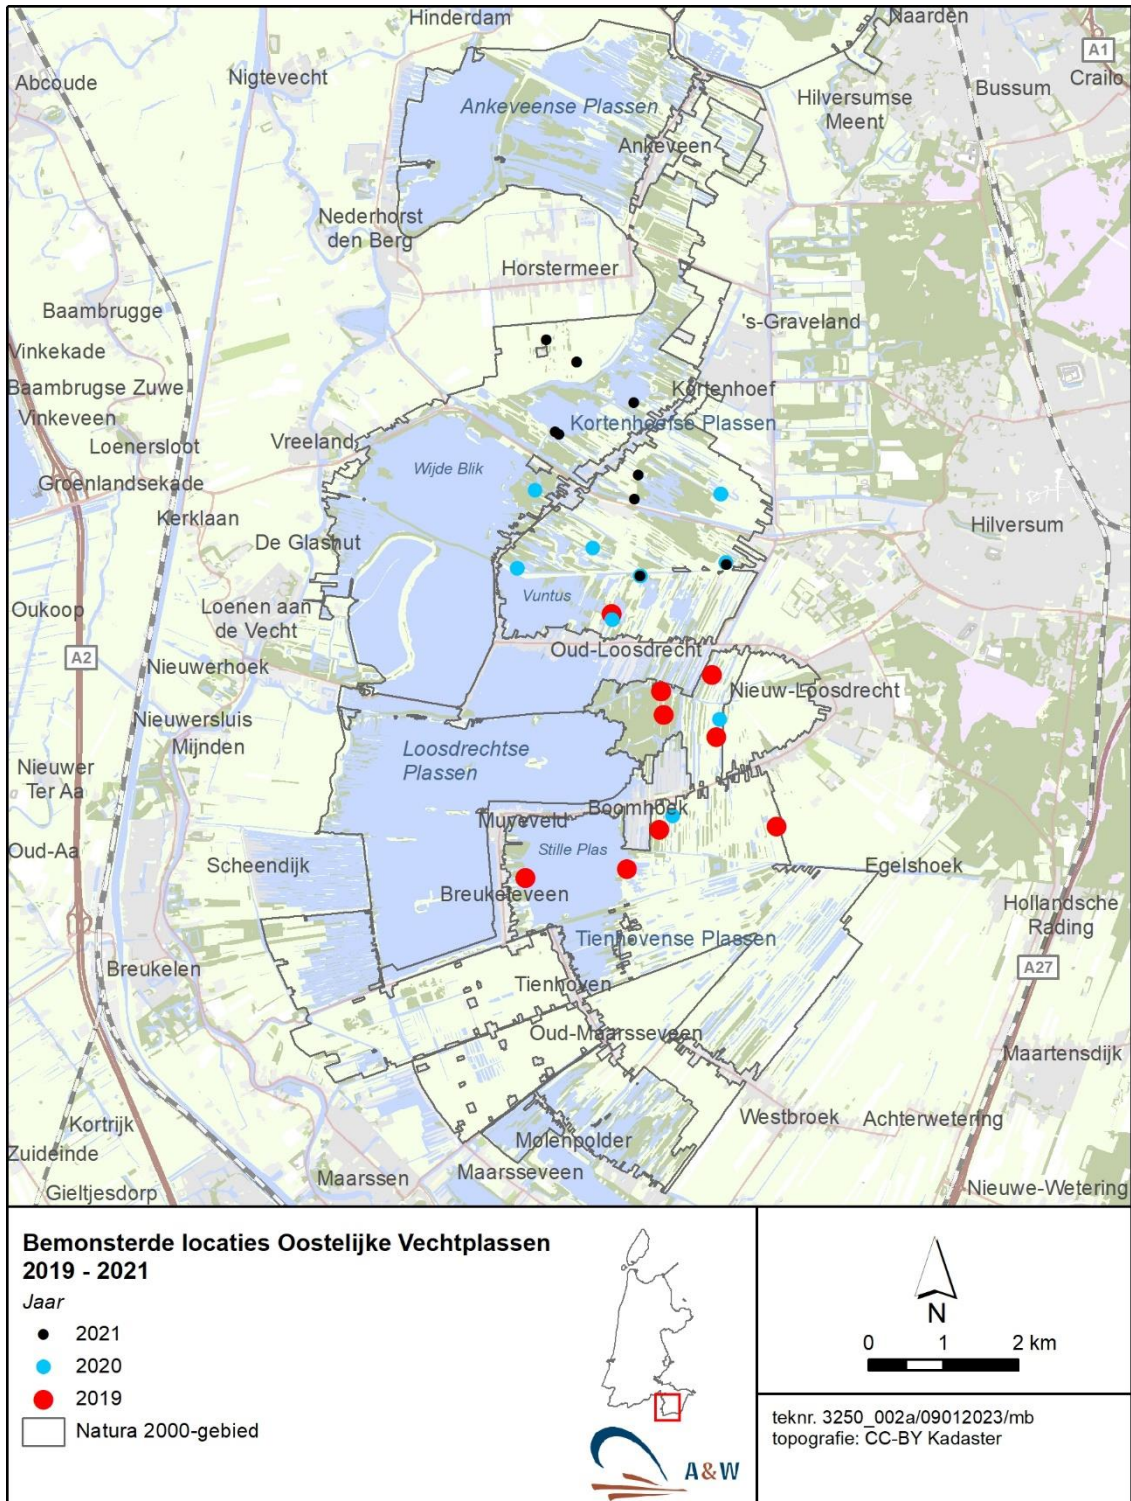 Hinderdam
Naarden
A1
Abcoude
Nigtevecht
Crailo
Bussum
Hilversumse
Meent
Ankeveense Plassen
Ankeveen
Nederhorst
den Berg
Horstermeer
Baambrugge
's-Graveland
Vinkekade
Baambrugse Zuwe
Kortenhoef
Vinkeveen
Kortenhoefse Plassen
Loenersloot
Vreeland
Wijde Blik
Groenlandsekade
Kerklaan
Hilversum
De Glashut
Vuntus
Oukoop
Loenen aan
de Vecht
A2
Oud-Loosdrecht
Nieuwerhoek
Nieuw-Loosdrecht
Nieuwersluis
Mijnden
Loosdrechtse
Plassen
Nieuwer
Ter Aa
Boomhoek
Muyeveld
Oud-Aa
Stille Plas
Scheendijk
Egelshoek
Breukeleveen
Hollandsche
Rading
Tienhovense Plassen
Breukelen
A27
Tienhoven
Oud-Maarsseveen
Maartensdijk
Kortrijk
Westbroek
Achterwetering
Molenpolder
Zuideinde
Maarssen
Maarsseveen
Gieltjesdorp
Nieuwe-Wetering
Bemonsterde locaties Oostelijke Vechtplassen
2019 - 2021
Jaar
2021
2020
2019
Natura 2000-gebied
A&W
N
0 1 2 km
teknr. 3250_002a/09012023/mb
topografie: CC-BY Kadaster